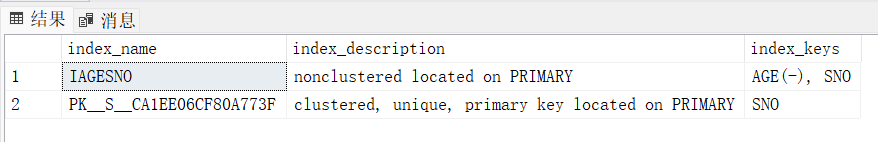 结果 消息
index_name index_description index_keys
1 IAGESNO nonclustered located on PRIMARY AGE(-), SNO
2 PK__S__CA1EE06CF80A773F clustered, unique, primary key located on PRIMARY SNO